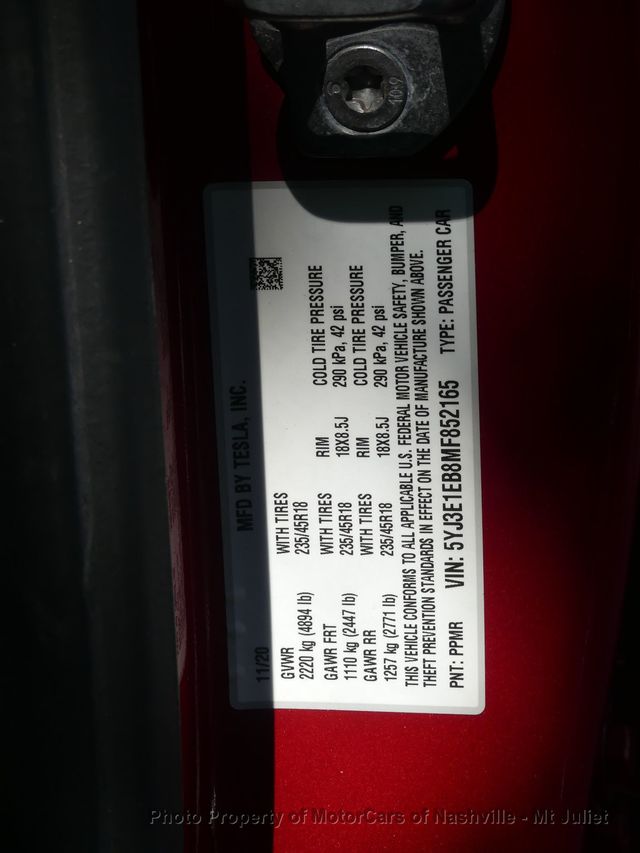 1019
11/20 MFD BY TESLA, INC.
GVWR WITH TIRES
2220 kg (4894 lb) 235/45R18
GAWR FRT WITH TIRES RIM COLD TIRE PRESSURE
1110 kg (2447 lb) 235/45R18 18X8.5J 290 kPa, 42 psi
GAWR RR WITH TIRES RIM COLD TIRE PRESSURE
1257 kg (2771 lb) 235/45R18 18X8.5J 290 kPa, 42 psi
THIS VEHICLE CONFORMS TO ALL APPLICABLE U.S. FEDERAL MOTOR VEHICLE SAFETY, BUMPER, AND
THEFT PREVENTION STANDARDS IN EFFECT ON THE DATE OF MANUFACTURE SHOWN ABOVE.
PNT: PPMR VIN: 5YJ3E1EB8MF852165 TYPE: PASSENGER CAR
Photo Property of MotorCars of Nashville - Mt Juliet